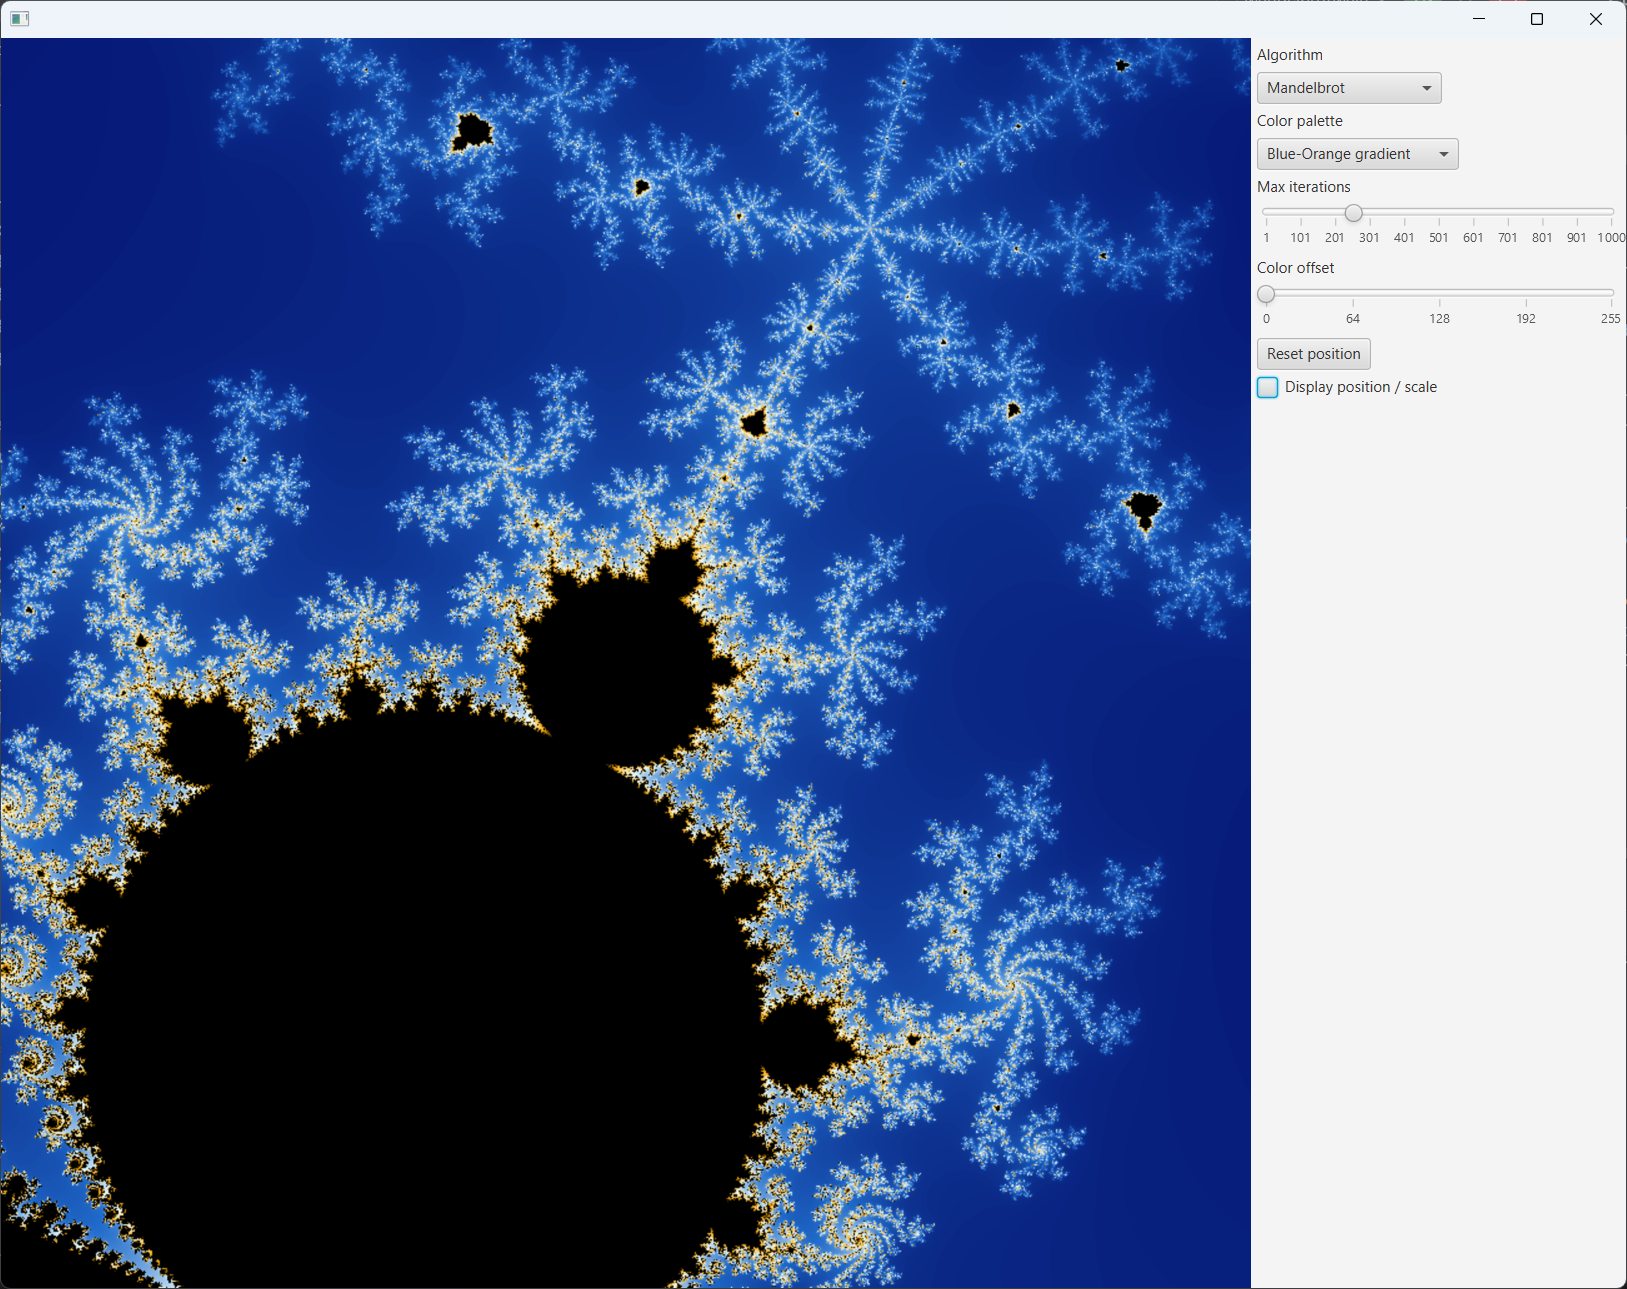 Algorithm
Mandelbrot
Color palette
Blue-Orange gradient
Max iterations
1 101 201 301 401 501 601 701 801 901 1000
Color offset
0 64 128 192 255
Reset position
Display position / scale